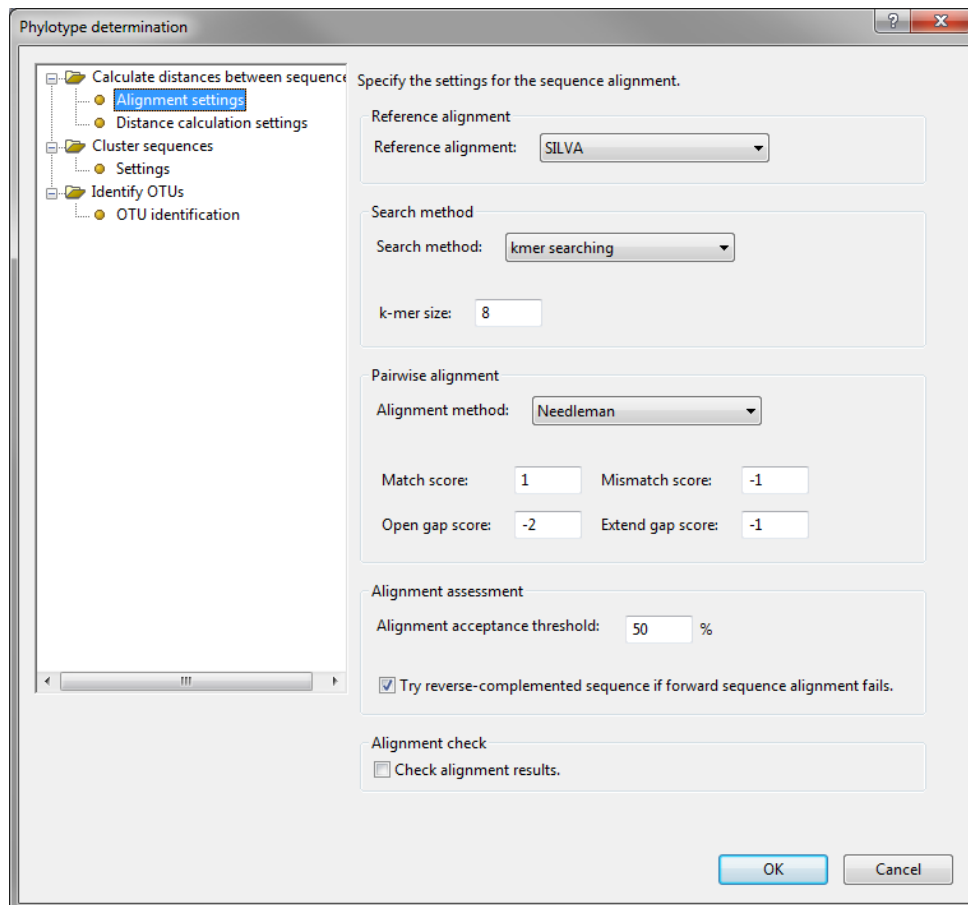 Phylotype determination
?
Calculate distances between sequence
Alignment settings
Distance calculation settings
Cluster sequences
Settings
Identify OTUs
OTU identification
Specify the settings for the sequence alignment.
Reference alignment
Reference alignment: SILVA
Search method
Search method: kmer searching
k-mer size: 8
Pairwise alignment
Alignment method: Needleman
Match score: 1 Mismatch score: -1
Open gap score: -2 Extend gap score: -1
Alignment assessment
Alignment acceptance threshold: 50 %
Try reverse-complemented sequence if forward sequence alignment fails.
Alignment check
Check alignment results.
OK Cancel